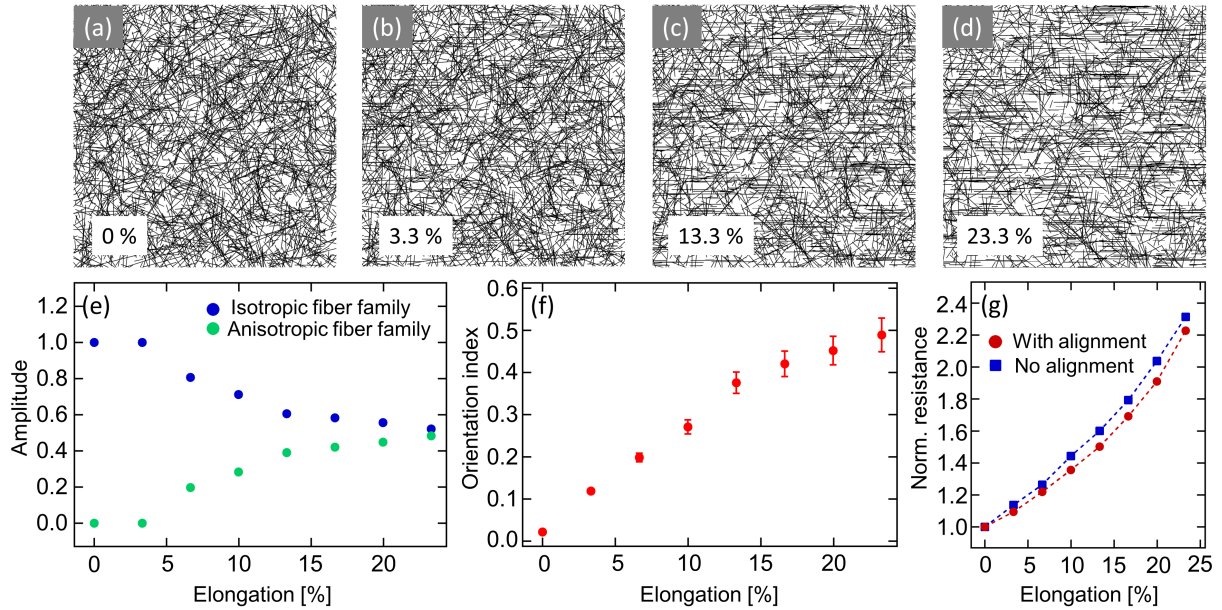 (a)
(b)
(c)
(d)
0 %
3.3 %
13.3 %
23.3 %
(e)
Isotropic fiber family
Anisotropic fiber family
Amplitude
1.2
1.0
0.8
0.6
0.4
0.2
0.0
0
5
10
15
20
Elongation [%]
(f)
Orientation index
0.6
0.5
0.4
0.3
0.2
0.1
0.0
0
5
10
15
20
Elongation [%]
(g)
With alignment
No alignment
Norm. resistance
2.4
2.2
2.0
1.8
1.6
1.4
1.2
1.0
0
5
10
15
20
25
Elongation [%]